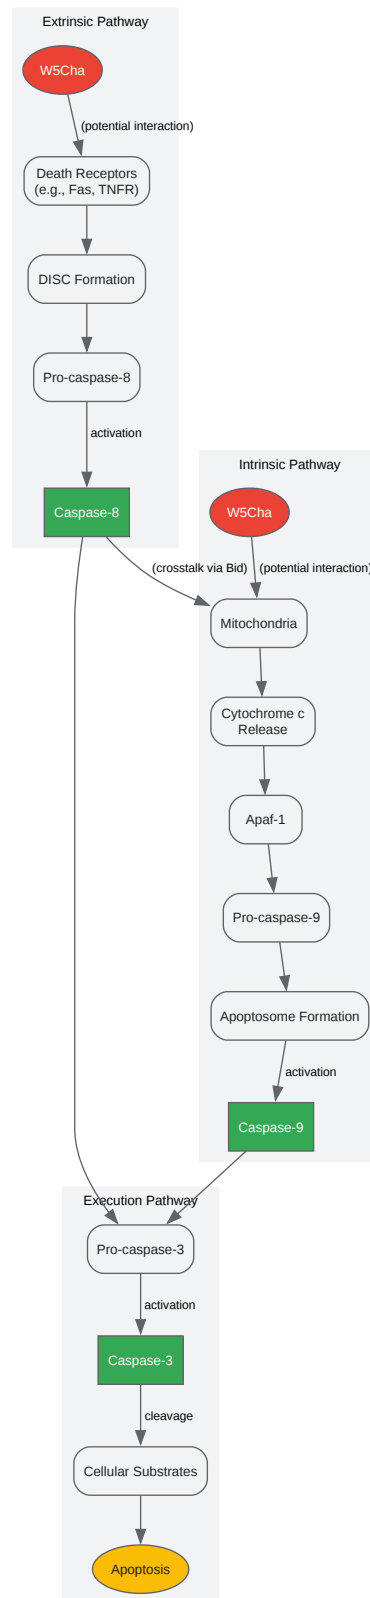 Extrinsic Pathway
W5Cha
(potential interaction)
Death Receptors
(e.g., Fas, TNFR)
DISC Formation
Pro-caspase-8
activation
Caspase-8
Intrinsic Pathway
W5Cha
(crosstalk via Bid)
(potential interaction)
Mitochondria
Cytochrome c
Release
Apaf-1
Pro-caspase-9
Apoptosome Formation
activation
Caspase-9
Execution Pathway
Pro-caspase-3
activation
Caspase-3
cleavage
Cellular Substrates
Apoptosis